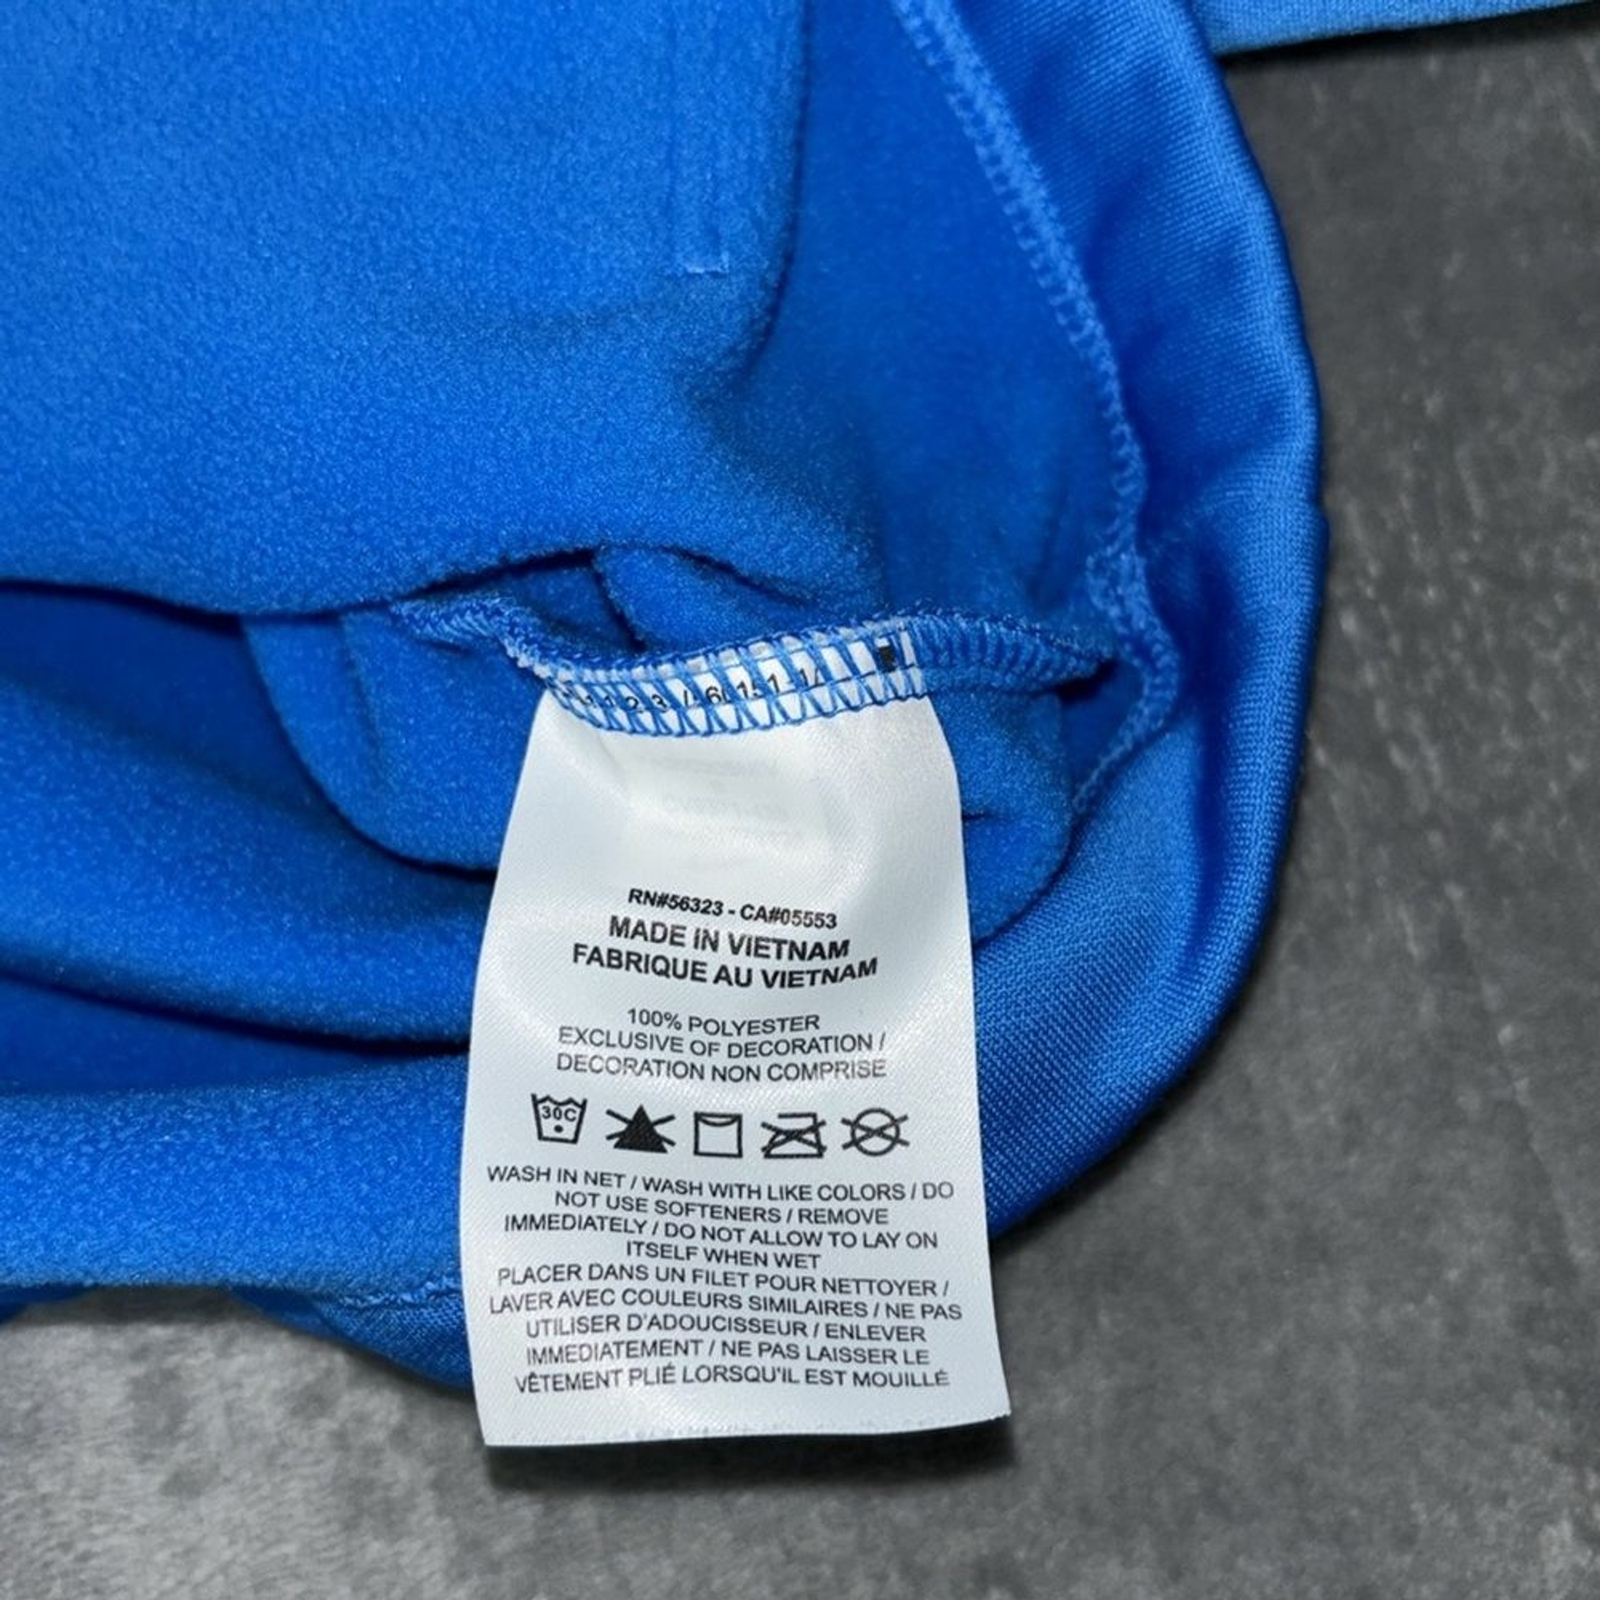 RN#56323 - CA#05553
MADE IN VIETNAM
FABRIQUE AU VIETNAM
100% POLYESTER
EXCLUSIVE OF DECORATION /
DECORATION NON COMPRISE
30C
WASH IN NET / WASH WITH LIKE COLORS / DO
NOT USE SOFTENERS / REMOVE
IMMEDIATELY / DO NOT ALLOW TO LAY ON
ITSELF WHEN WET
PLACER DANS UN FILET POUR NETTOYER /
LAVER AVEC COULEURS SIMILAIRES / NE PAS
UTILISER D'ADOUCISSEUR / ENLEVER
IMMEDIATEMENT / NE PAS LAISSER LE
VÊTEMENT PLIÉ LORSQU'IL EST MOUILLÉ